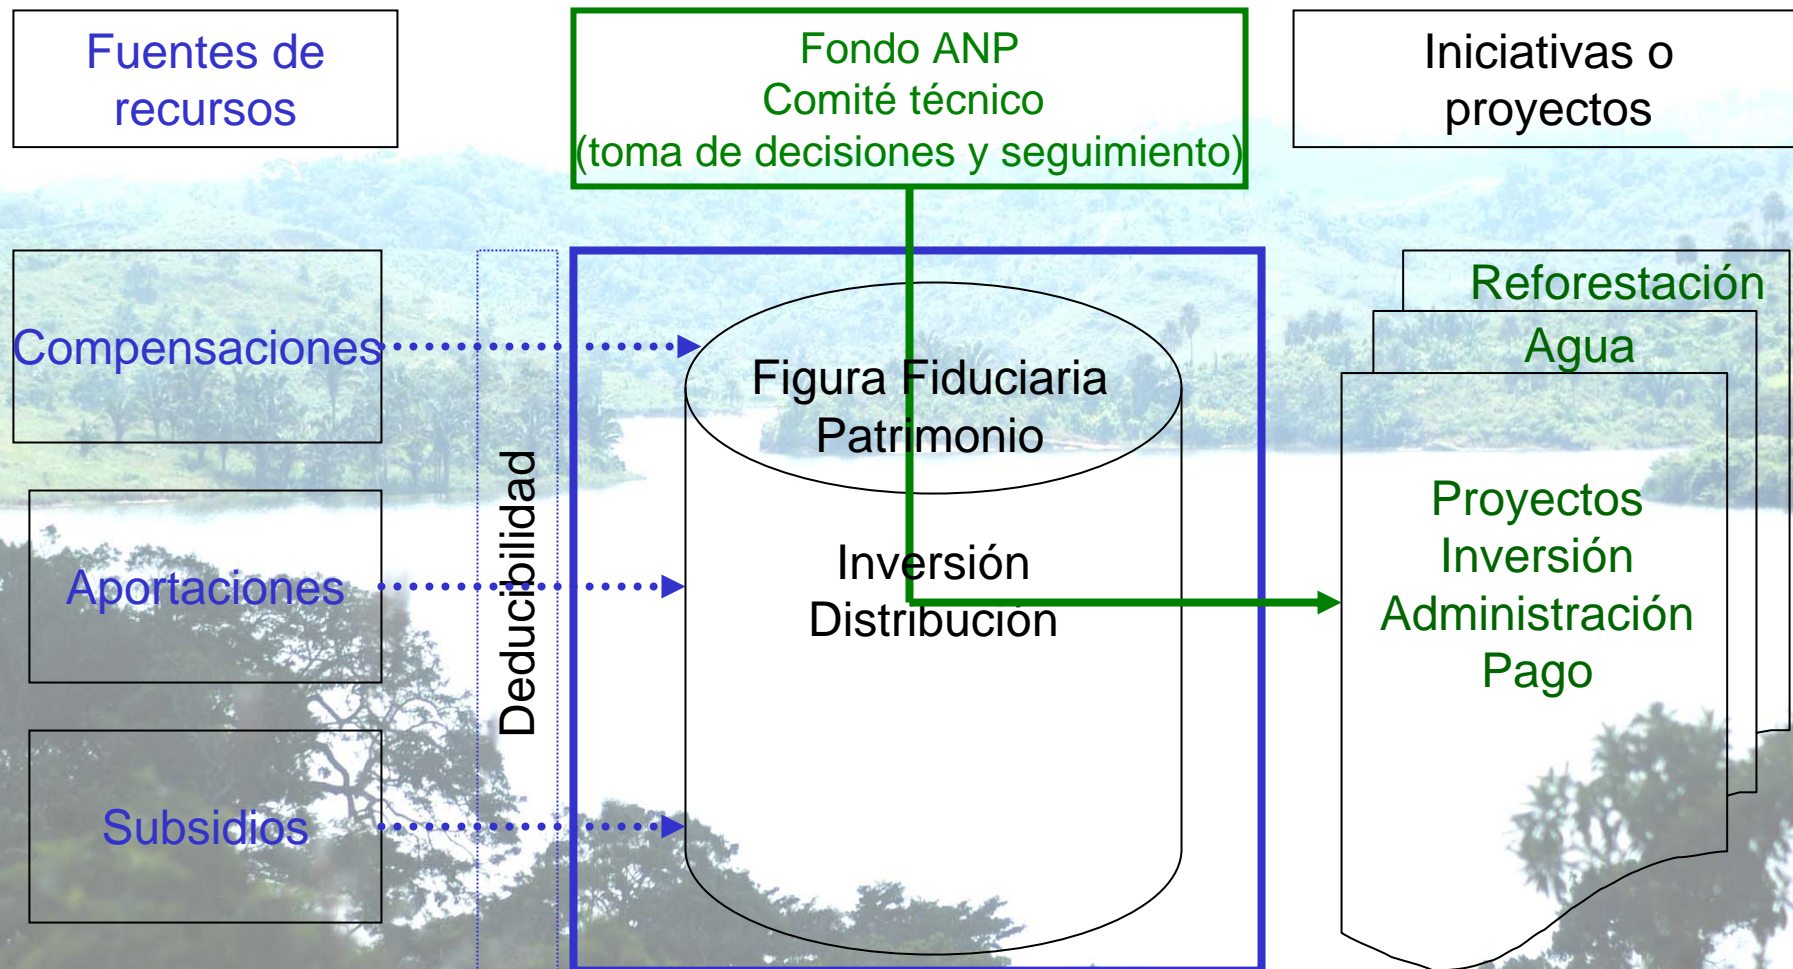 Fuentes de
recursos
Fondo ANP
Comité técnico
(toma de decisiones y seguimiento)
Iniciativas o
proyectos
Compensaciones
Aportaciones
Subsidios
Deducibilidad
Figura Fiduciaria
Patrimonio
Inversión
Distribución
Reforestación
Agua
Proyectos
Inversión
Administración
Pago